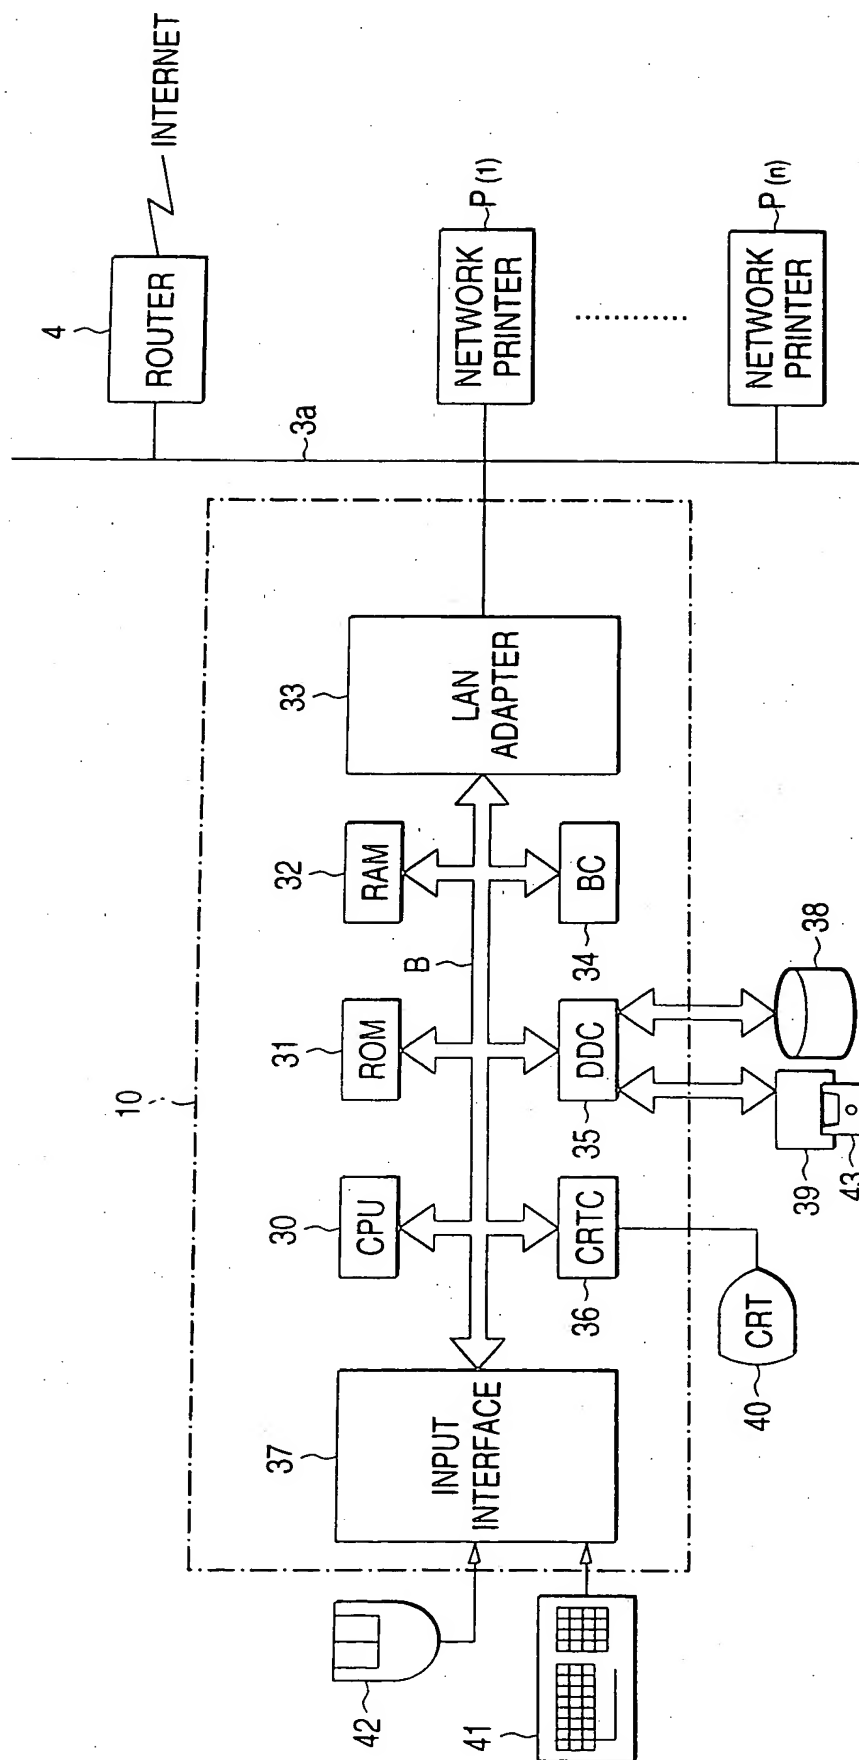 4
ROUTER
INTERNET
3a
NETWORK
PRINTER
P(1)
NETWORK
PRINTER
P(n)
10
37
INPUT
INTERFACE
30
CPU
31
ROM
32
RAM
33
LAN
ADAPTER
B
CRTC
36
DDC
35
BC
34
42
41
CRT
40
39
43
38